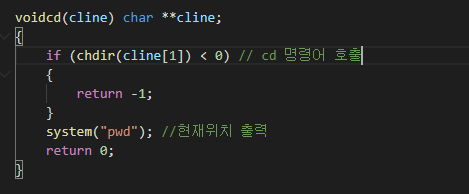 voidcd(cline) char **cline;
{
if (chdir(cline[1]) < 0) // cd 명령어 호출
{
return -1;
}
system("pwd"); //현재위치 출력
return 0;
}